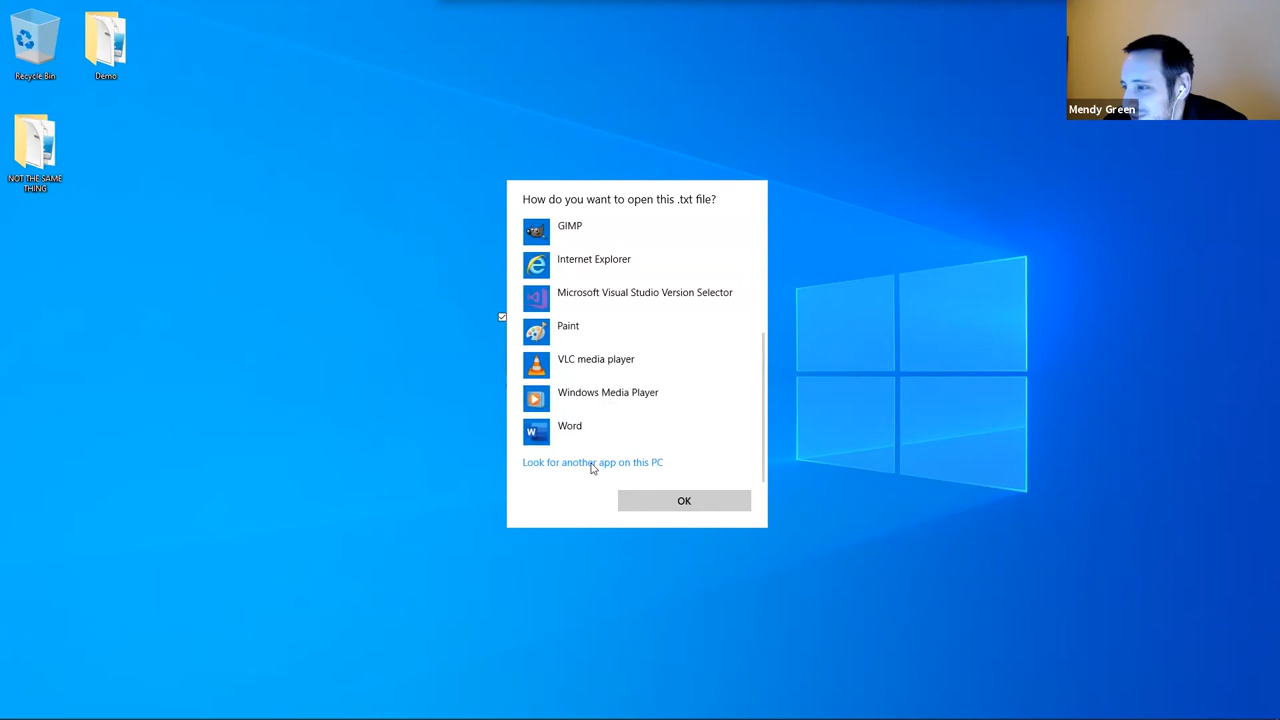 Recycle Bin
Demo
NOT THE SAME
THING
Mendy Green
How do you want to open this .txt file?
GIMP
Internet Explorer
Microsoft Visual Studio Version Selector
Paint
VLC media player
Windows Media Player
W
Word
Look for another app on this PC
OK